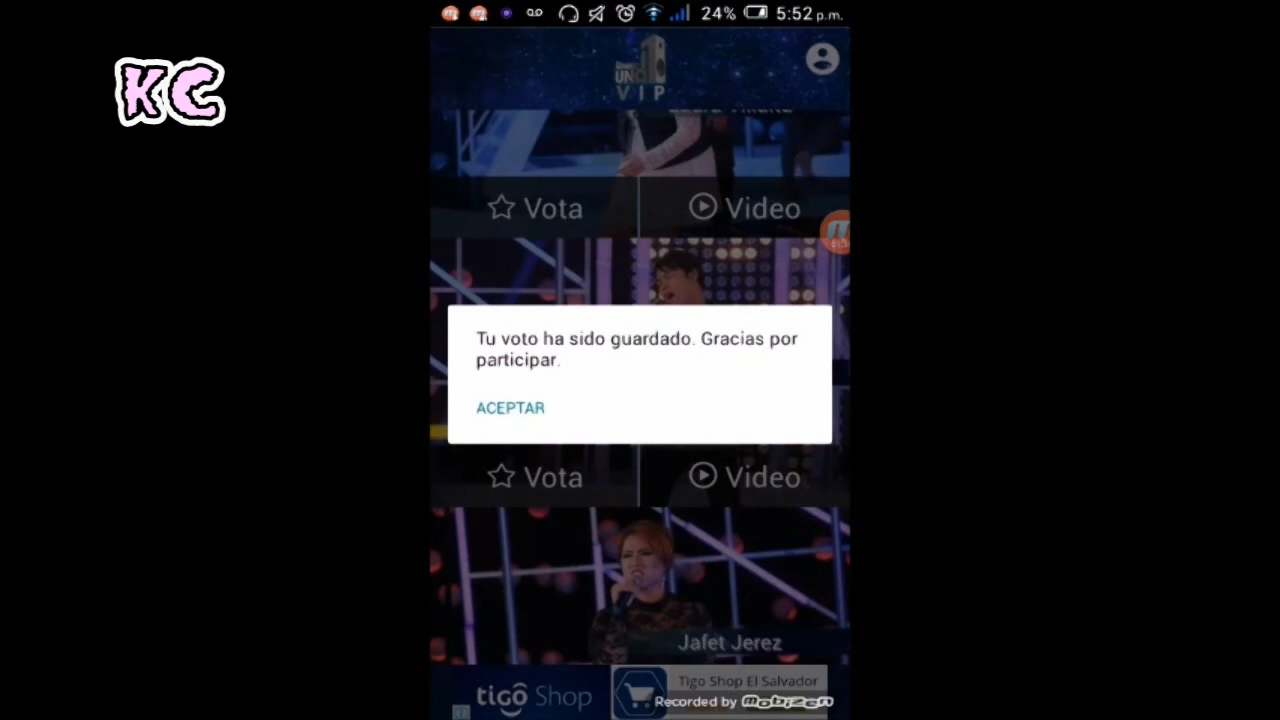 24% 5:52 p.m.
KC
UNO
VIP
Vota Video
Tu voto ha sido guardado. Gracias por
participar.
ACEPTAR
Vota Video
Jafet Jerez
tigo Shop
Tigo Shop El Salvador
Recorded by mobizen